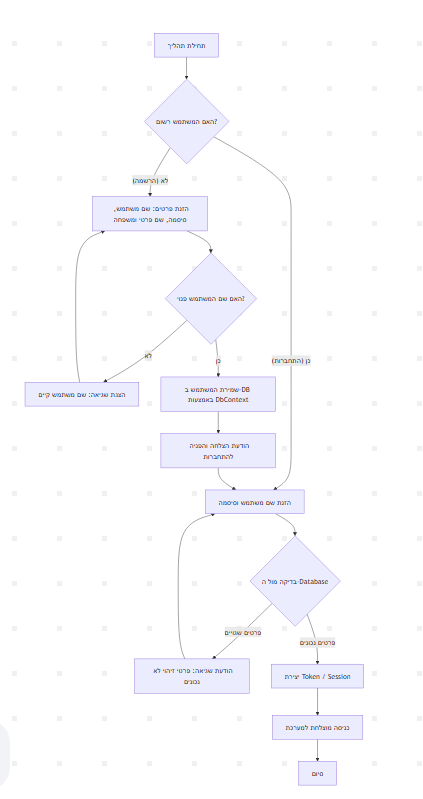 תחילת תהליך
האם המשתמש רשום?
לא (הרשמה)
הזנת פרטים: שם משתמש,
סיסמה, שם פרטי ומשפחה
האם שם המשתמש פנוי?
לא
כן
כן (התחברות)
הצגת שגיאה: שם משתמש קיים
שמירת המשתמש ב-DB
באמצעות DbContext
הודעת הצלחה והפניה
להתחברות
הזנת שם משתמש וסיסמה
בדיקה מול ה-Database
פרטים שגויים
פרטים נכונים
הודעת שגיאה: פרטי זיהוי לא
נכונים
יצירת Token / Session
כניסה מוצלחת למערכת
סיום